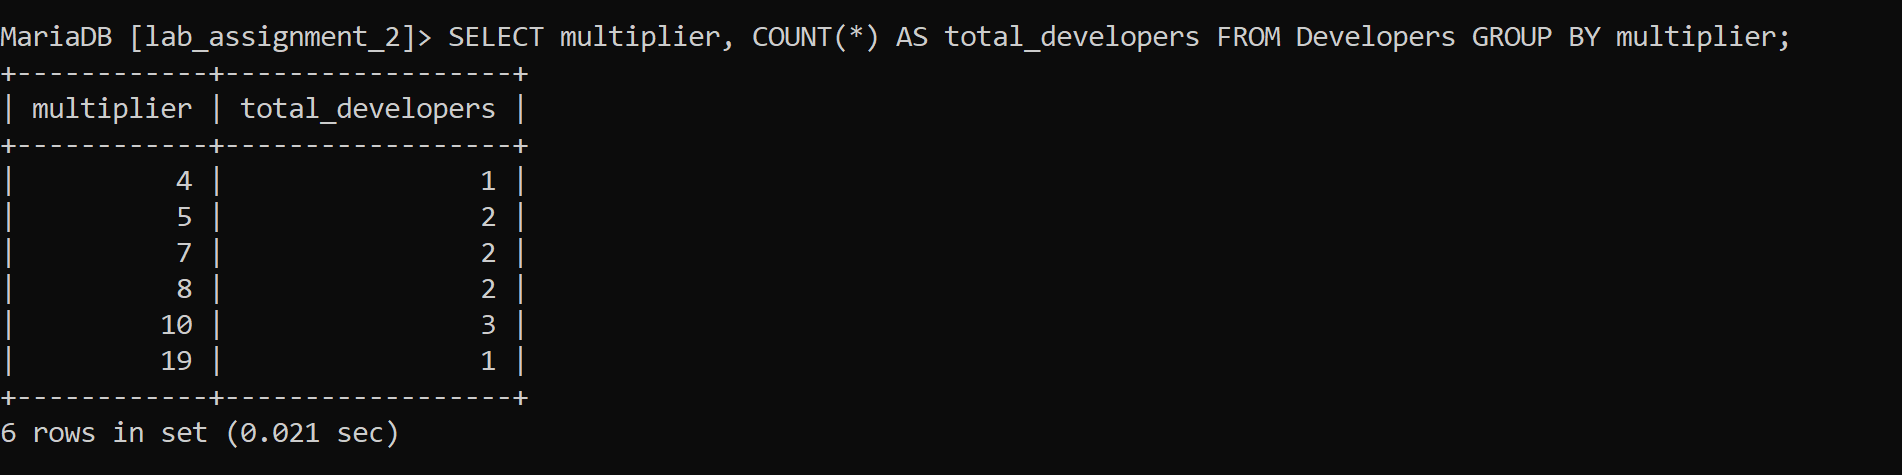 MariaDB [lab_assignment_2]> SELECT multiplier, COUNT(*) AS total_developers FROM Developers GROUP BY multiplier;
+------------+------------------+
| multiplier | total_developers |
+------------+------------------+
|          4 |                1 |
|          5 |                2 |
|          7 |                2 |
|          8 |                2 |
|         10 |                3 |
|         19 |                1 |
+------------+------------------+
6 rows in set (0.021 sec)